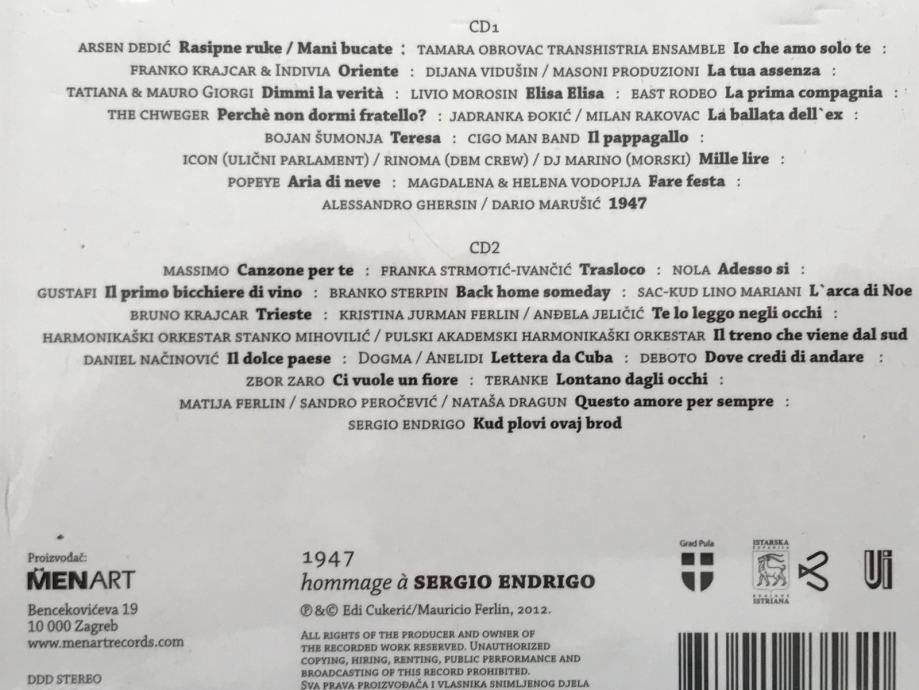 CD1
ARSEN DEDIĆ Rasipne ruke / Mani bucate : TAMARA OBROVAC TRANSHISTRIA ENSEMBLE Io che amo solo te :
FRANKO KRAJCAR & INDIVIA Oriente : DIJANA VIDUŠIN / MASONI PRODUZIONI La tua assenza :
TATIANA & MAURO GIORGI Dimmi la verità : LIVIO MOROSIN Elisa Elisa : EAST RODEO La prima compagnia :
THE CHWEGER Perchè non dormi fratello? : JADRANKA ĐOKIĆ / MILAN RAKOVAC La ballata dell`ex :
BOJAN ŠUMONJA Teresa : CIGO MAN BAND Il pappagallo :
ICON (ULIČNI PARLAMENT) / RINOMA (DEM CREW) / DJ MARINO (MORSKI) Mille lire :
POPEYE Aria di neve : MAGDALENA & HELENA VODOPIJA Fare festa :
ALESSANDRO GHERSIN / DARIO MARUŠIĆ 1947
CD2
MASSIMO Canzone per te : FRANKA STRMOTIĆ-IVANČIĆ Trasloco : NOLA Adesso si :
GUSTAFI Il primo bicchiere di vino : BRANKO STERPIN Back home someday : SAC-KUD LINO MARIANI L`arca di Noe
BRUNO KRAJCAR Trieste : KRISTINA JURMAN FERLIN / ANĐELA JELIČIĆ Te lo leggo negli occhi :
HARMONIKAŠKI ORKESTAR STANKO MIHOVILIĆ / PULSKI AKADEMSKI HARMONIKAŠKI ORKESTAR Il treno che viene dal sud
DANIEL NAČINOVIĆ Il dolce paese : DOGMA / ANELIDI Lettera da Cuba : DEBOTO Dove credi di andare :
ZBOR ZARO Ci vuole un fiore : TERANKE Lontano dagli occhi :
MATIJA FERLIN / SANDRO PEROČEVIĆ / NATAŠA DRAGUN Questo amore per sempre :
SERGIO ENDRIGO Kud plovi ovaj brod
Proizvođač:
MENART
Bencekovićeva 19
10 000 Zagreb
www.menartrecords.com
DDD STEREO
1947
hommage à SERGIO ENDRIGO
℗&© Edi Cukerić/Mauricio Ferlin, 2012.
ALL RIGHTS OF THE PRODUCER AND OWNER OF
THE RECORDED WORK RESERVED. UNAUTHORIZED
COPYING, HIRING, RENTING, PUBLIC PERFORMANCE AND
BROADCASTING OF THIS RECORD PROHIBITED.
SVA PRAVA PROIZVOĐAČA I VLASNIKA SNIMLJENOG DJELA
Grad Pula
ISTARSKA
ISTRIANA
Ui